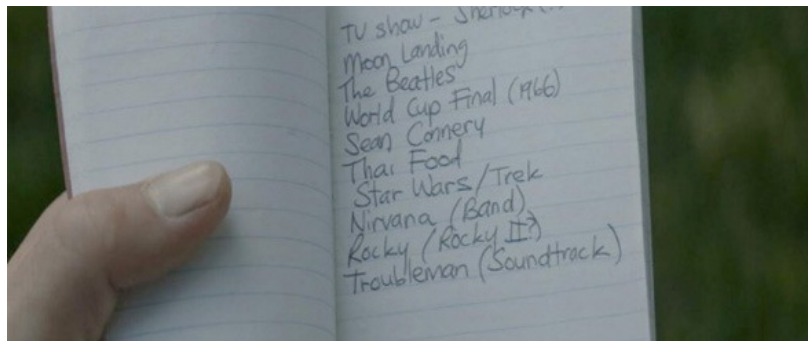 TV show - Sherlock
Moon Landing
The Beatles
World Cup Final (1966)
Sean Connery
Thai Food
Star Wars/Trek
Nirvana (Band)
Rocky (Rocky II?)
Troubleman (Soundtrack)